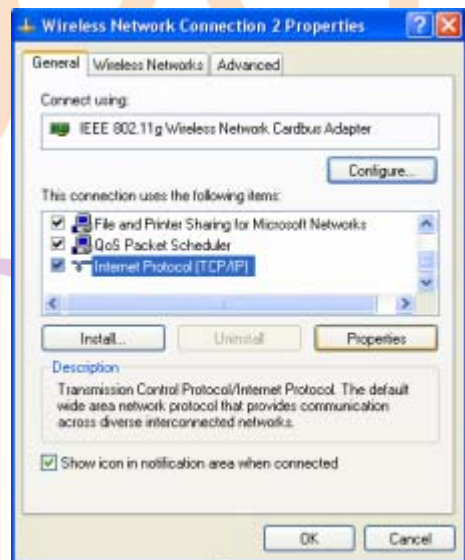 Wireless Network Connection 2 Properties
General Wireless Networks Advanced
Connect using:
IEEE 802.11g Wireless Network Cardbus Adapter
Configure...
This connection uses the following items:
File and Printer Sharing for Microsoft Networks
QoS Packet Scheduler
Internet Protocol (TCP/IP)
Install... Uninstall Properties
Description
Transmission Control Protocol/Internet Protocol. The default
wide area network protocol that provides communication
across diverse interconnected networks.
Show icon in notification area when connected
OK Cancel